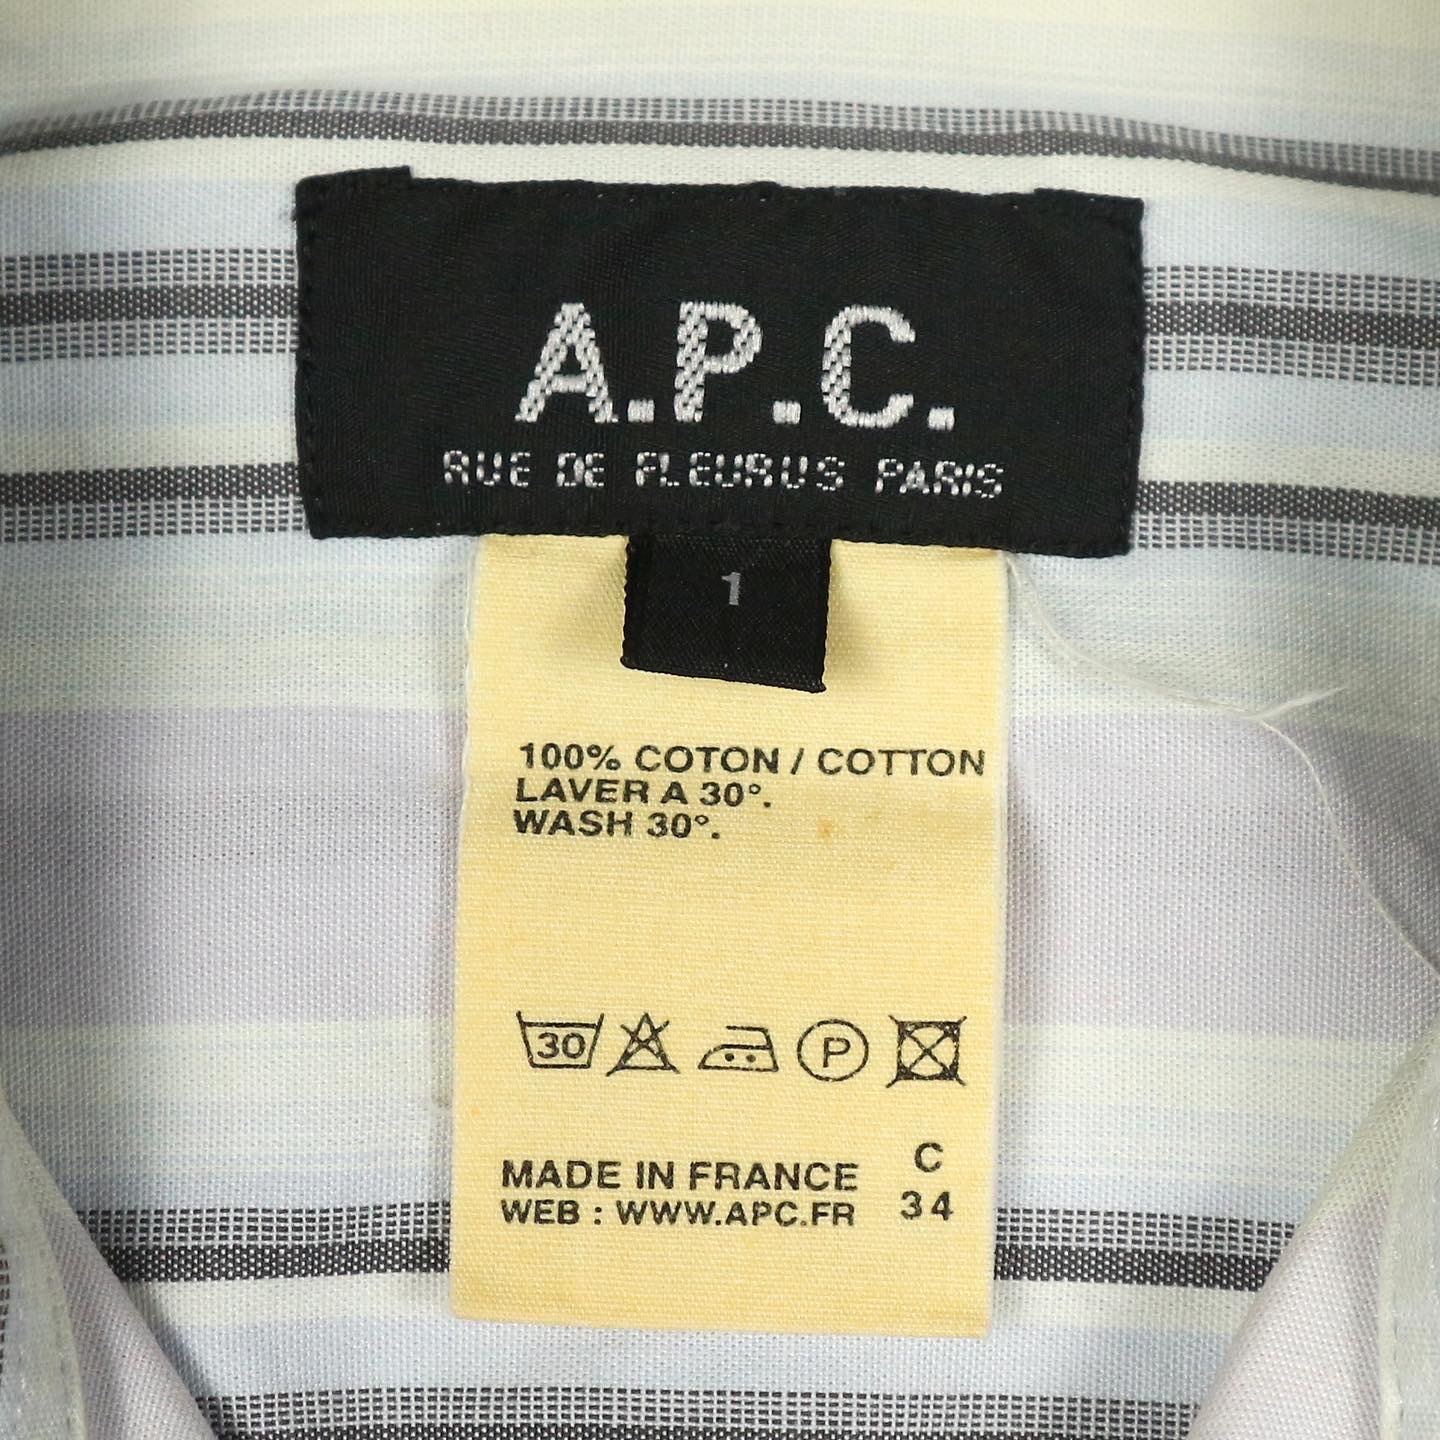 A.P.C.
RUE DE FLEURUS PARIS
1
100% COTON / COTTON
LAVER A 30°.
WASH 30°.
30 P
MADE IN FRANCE
WEB : WWW.APC.FR
C
34